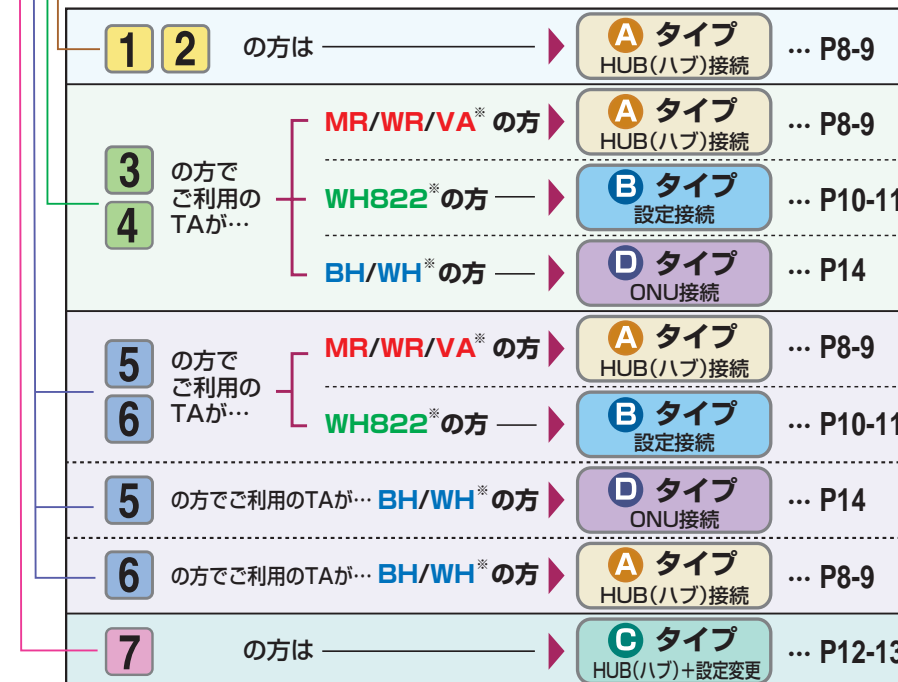 1 2 の方は A タイプ HUB(ハブ)接続 … P8-9
3 4 の方で ご利用の TAが…
MR/WR/VA※ の方 A タイプ HUB(ハブ)接続 … P8-9
WH822※の方 B タイプ 設定接続 … P10-11
BH/WH※の方 D タイプ ONU接続 … P14
5 6 の方で ご利用の TAが…
MR/WR/VA※ の方 A タイプ HUB(ハブ)接続 … P8-9
WH822※の方 B タイプ 設定接続 … P10-11
5 の方でご利用のTAが… BH/WH※の方 D タイプ ONU接続 … P14
6 の方でご利用のTAが… BH/WH※の方 A タイプ HUB(ハブ)接続 … P8-9
7 の方は C タイプ HUB(ハブ)+設定変更 … P12-13